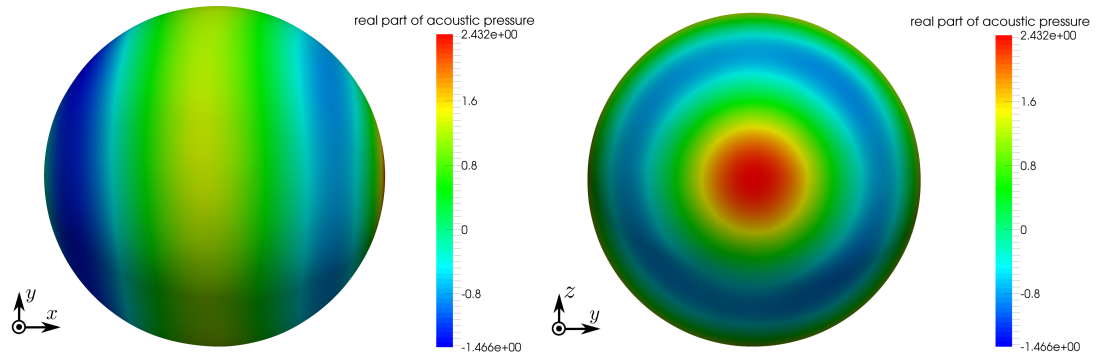 real part of acoustic pressure
2.432e+00
1.6
0.8
0
-0.8
-1.466e+00
y
x
real part of acoustic pressure
2.432e+00
1.6
0.8
0
-0.8
-1.466e+00
z
y